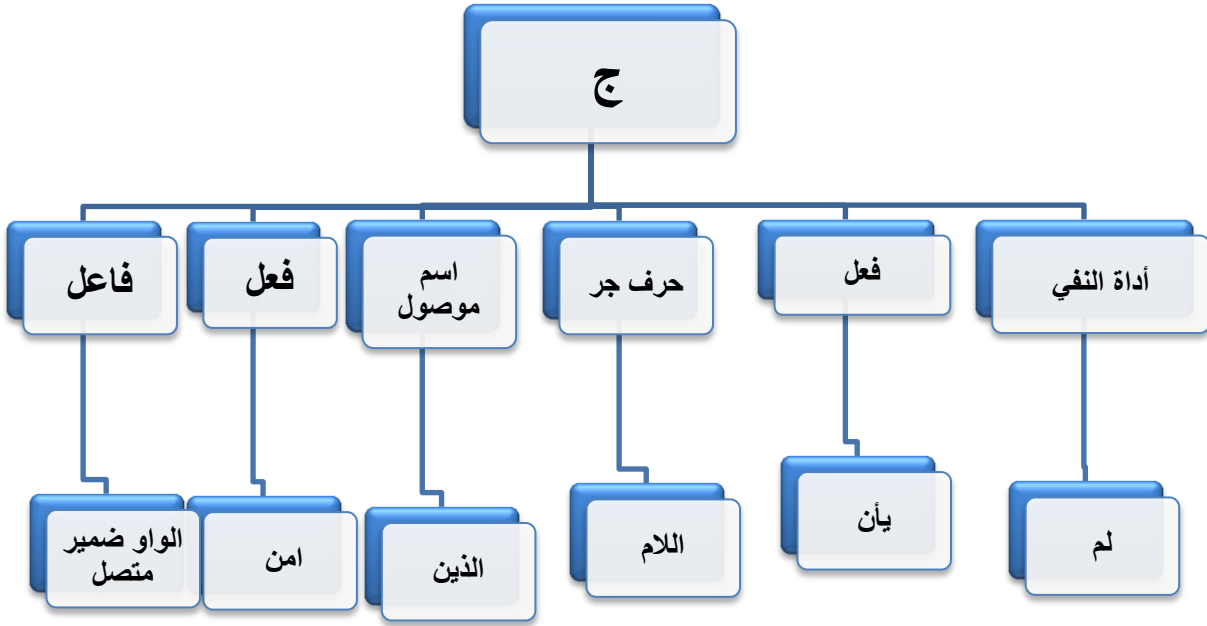 ج
أداة النفي
فعل
حرف جر
اسم
موصول
فعل
فاعل
لم
يأن
اللام
الذين
امن
الواو ضمير
متصل